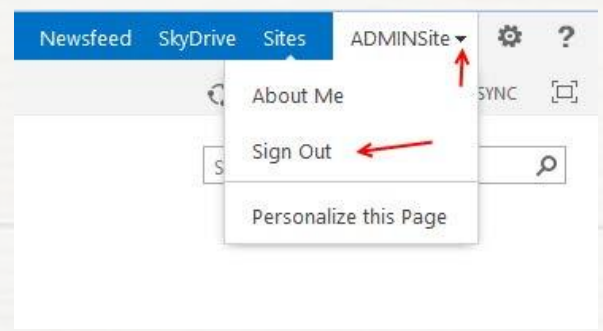 Newsfeed SkyDrive Sites ADMINSite ?
About Me
SYNC
Sign Out
S
Personalize this Page